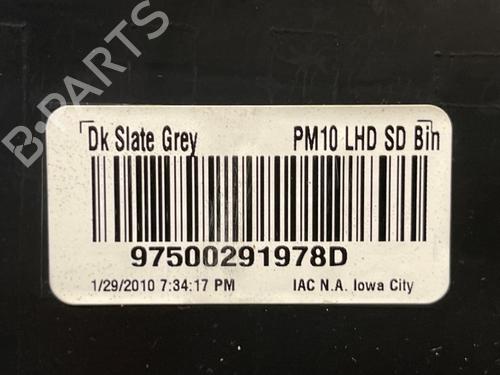 B-PARTS
Dk Slate Grey PM10 LHD SD Bin
97500291978D
1/29/2010 7:34:17 PM IAC N.A. Iowa City